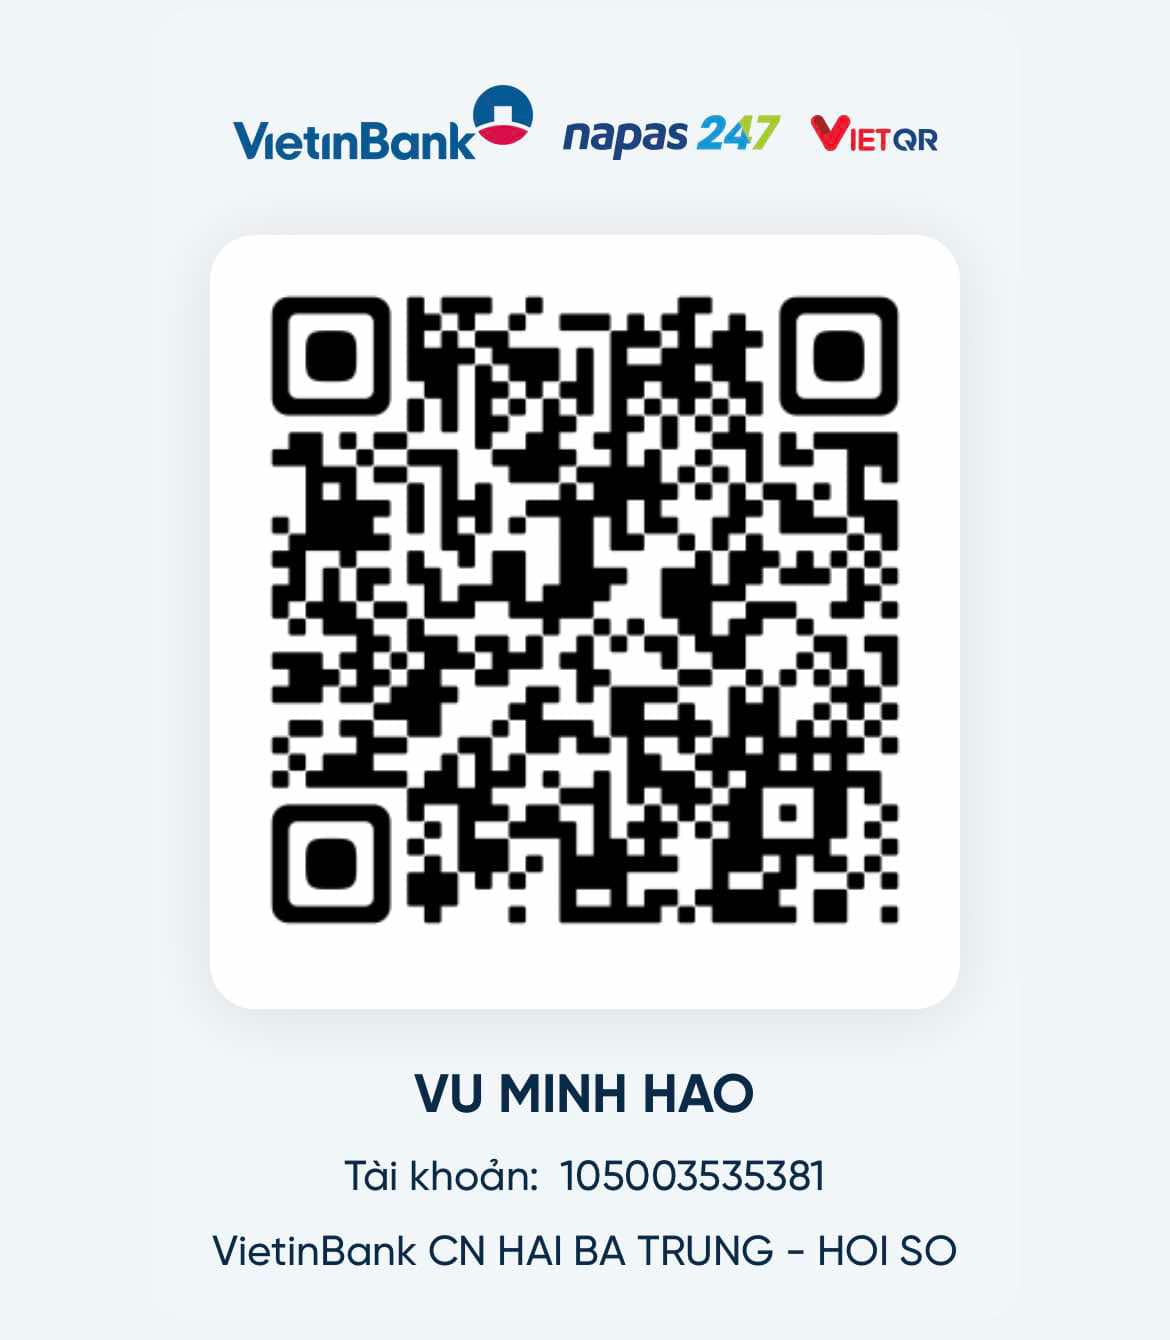 VietinBank napas 247 VIETQR
VU MINH HAO
Tài khoản: 105003535381
VietinBank CN HAI BA TRUNG - HOI SO